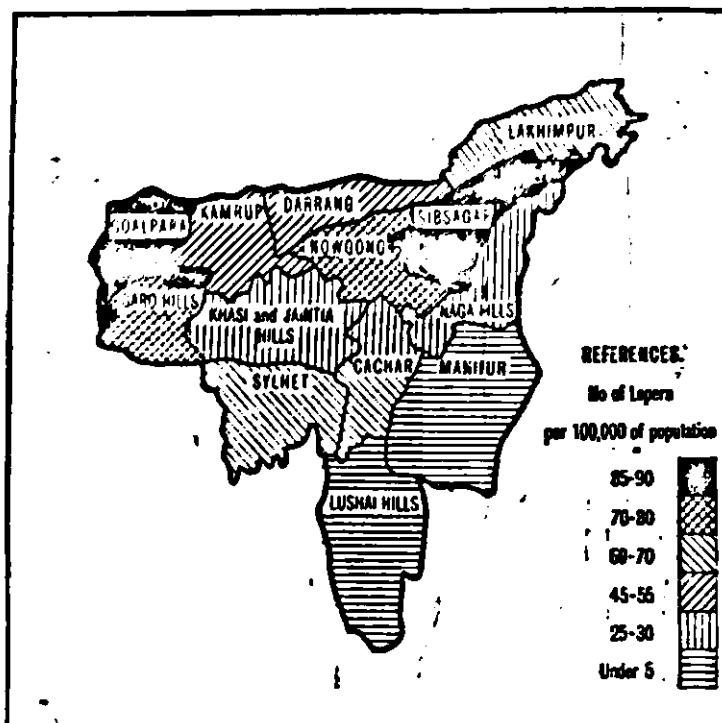 LAKHIMPUR
DARRANG
KAMRUP
SIBSAGAR
GOALPARA
NOWGONG
GARO HILLS
NAGA HILLS
KHASI and JAINTIA
HILLS
CACHAR
MANIPUR
SYLHET
LUSHAI HILLS
REFERENCES.
No of Lepers
per 100,000 of population
85-90
70-80
60-70
45-55
25-30
Under 5